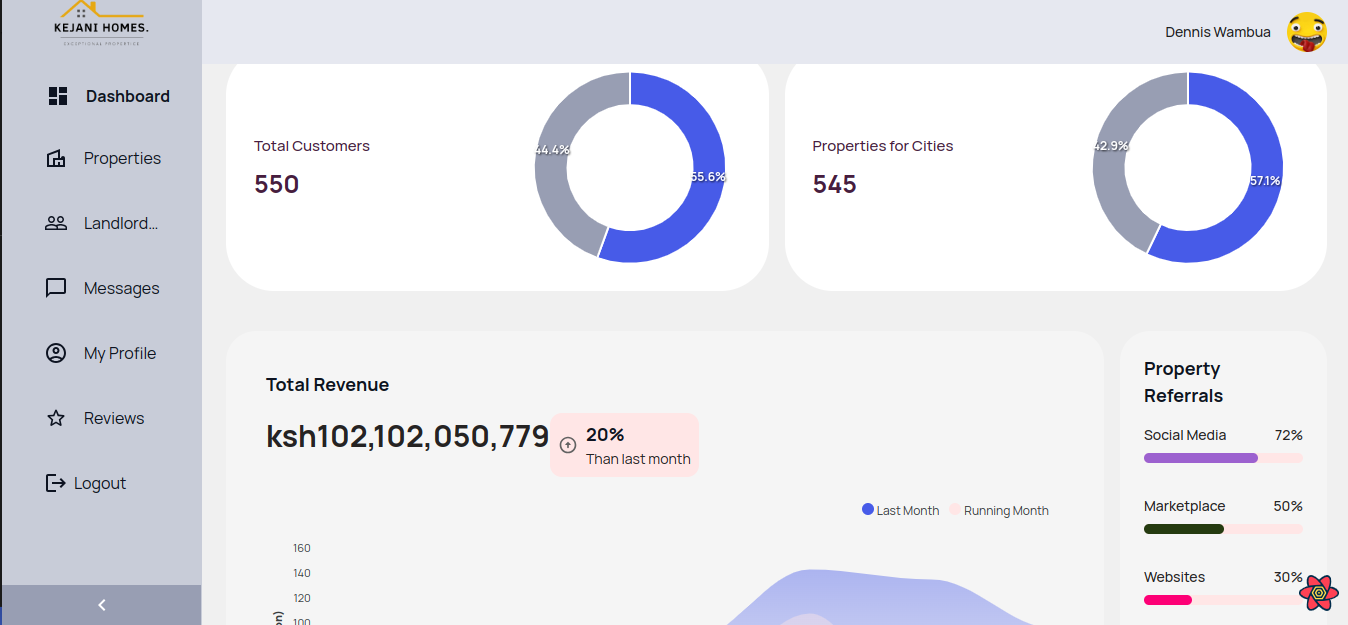 KEJANI HOMES.
EXCEPTIONAL PROPERTIES
Dennis Wambua
Dashboard
Properties
Landlord...
Messages
My Profile
Reviews
Logout
Total Customers
550
44.4%
55.6%
Properties for Cities
545
42.9%
57.1%
Total Revenue
ksh102,102,050,779
20%
Than last month
Last Month
Running Month
160
140
120
100
Property
Referrals
Social Media 72%
Marketplace 50%
Websites 30%